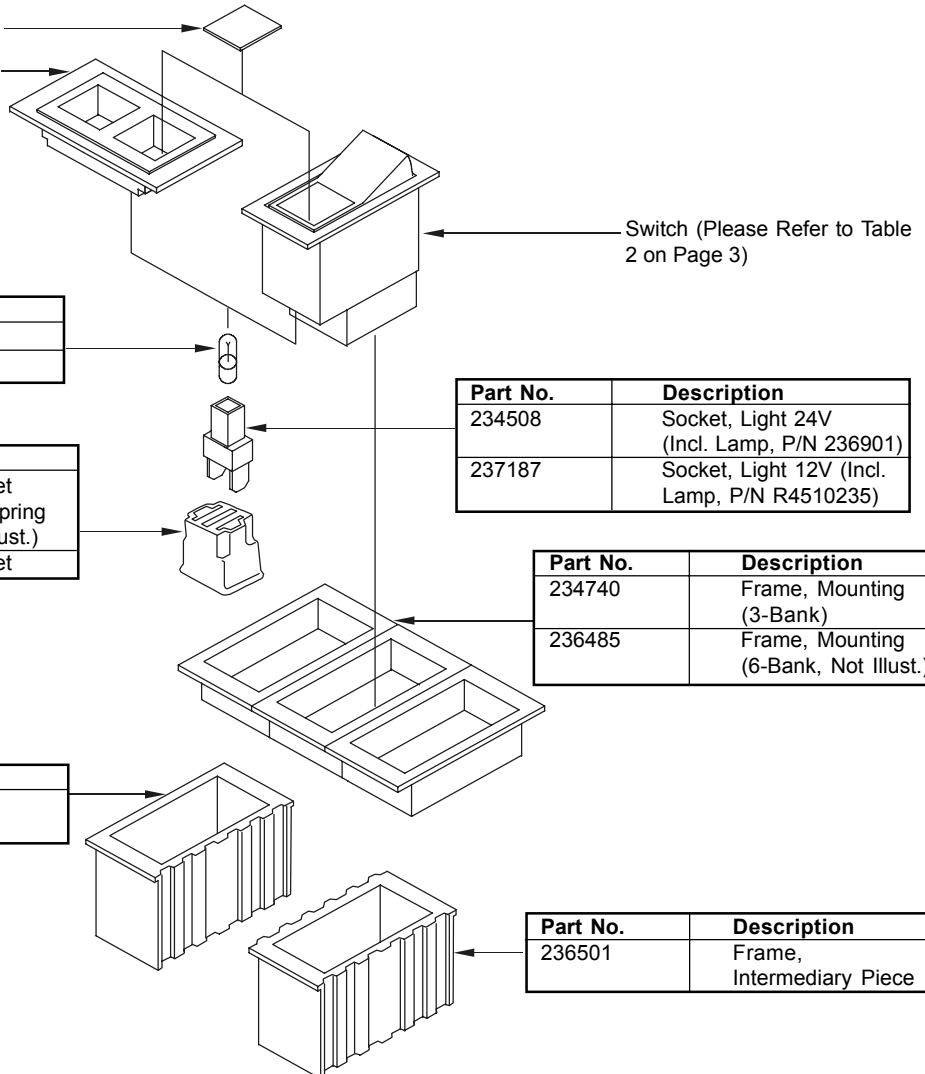 Switch (Please Refer to Table
2 on Page 3)
Part No. Description
234508 Socket, Light 24V
(Incl. Lamp, P/N 236901)
237187 Socket, Light 12V (Incl.
Lamp, P/N R4510235)
Part No. Description
234740 Frame, Mounting
(3-Bank)
236485 Frame, Mounting
(6-Bank, Not Illust.)
Part No. Description
236501 Frame,
Intermediary Piece